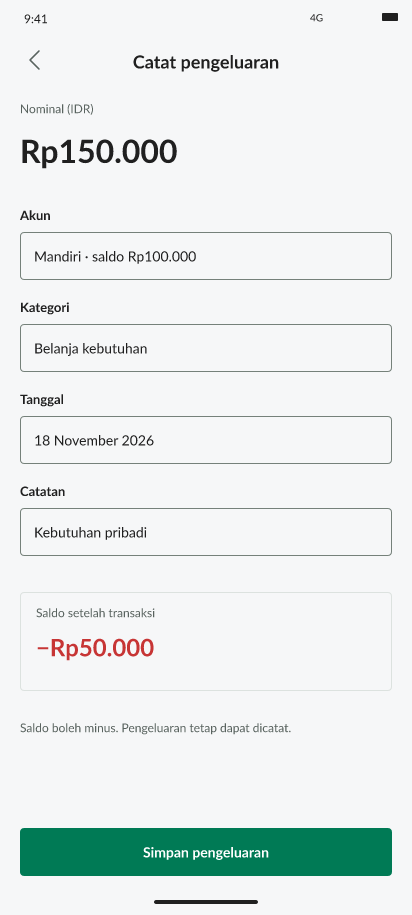 9:41
4G
Catat pengeluaran
Nominal (IDR)
Rp150.000
Akun
Mandiri · saldo Rp100.000
Kategori
Belanja kebutuhan
Tanggal
18 November 2026
Catatan
Kebutuhan pribadi
Saldo setelah transaksi
−Rp50.000
Saldo boleh minus. Pengeluaran tetap dapat dicatat.
Simpan pengeluaran